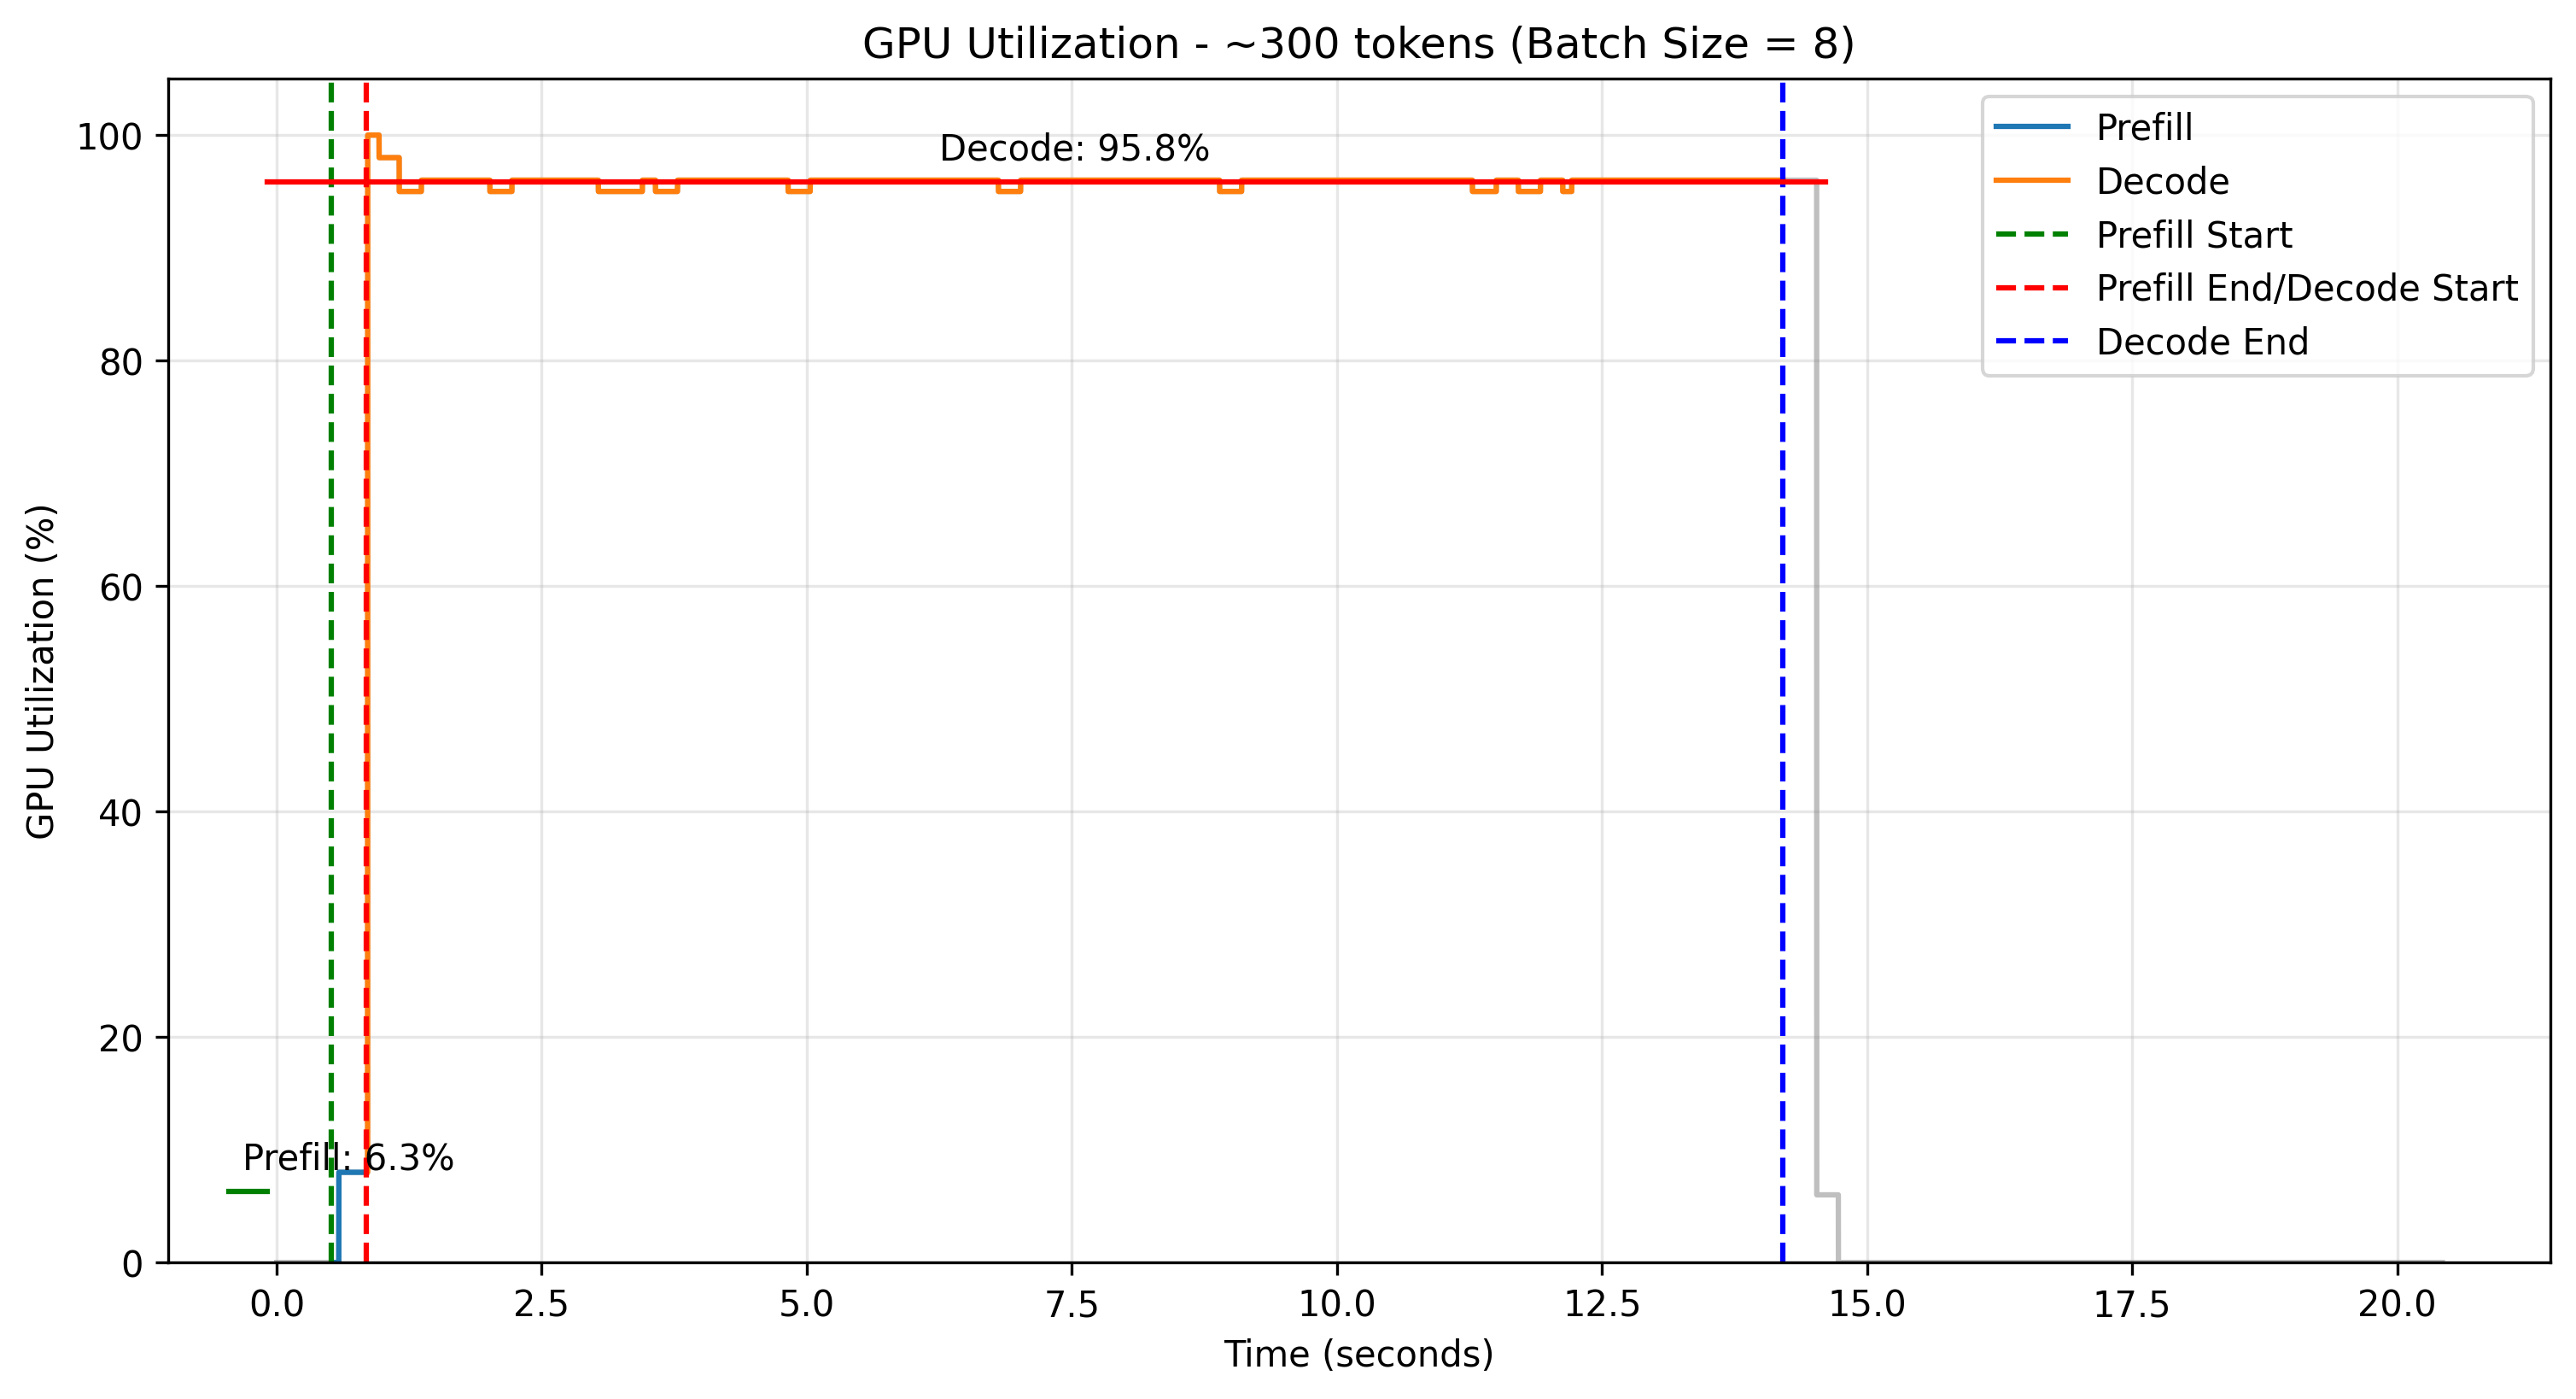 GPU Utilization - ~300 tokens (Batch Size = 8)
GPU Utilization (%)
100
80
60
40
20
0
Decode: 95.8%
Prefill: 6.3%
Prefill
Decode
Prefill Start
Prefill End/Decode Start
Decode End
0.0 2.5 5.0 7.5 10.0 12.5 15.0 17.5 20.0
Time (seconds)